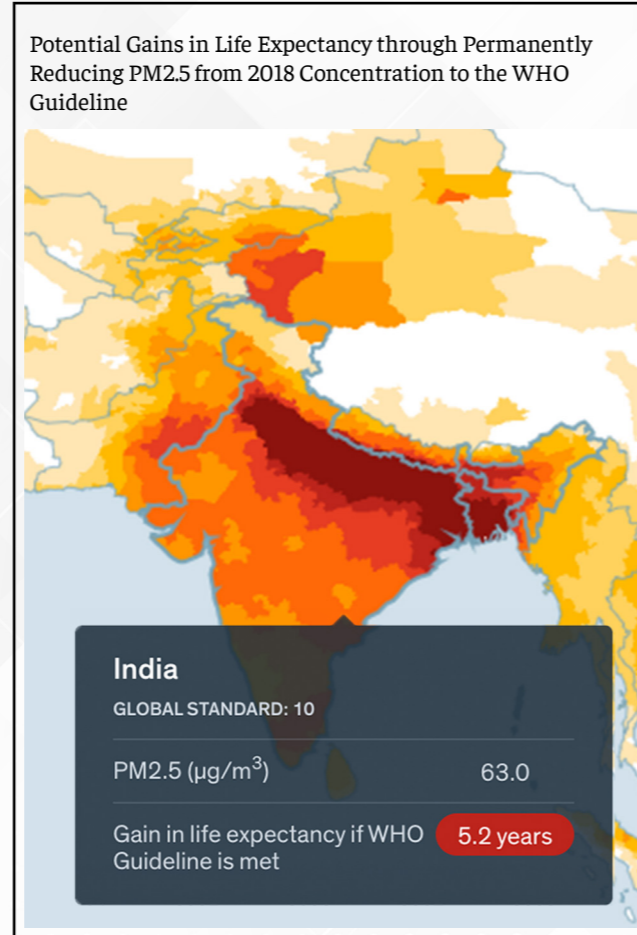 Potential Gains in Life Expectancy through Permanently
Reducing PM2.5 from 2018 Concentration to the WHO
Guideline
India
GLOBAL STANDARD: 10
PM2.5 (µg/m³) 63.0
Gain in life expectancy if WHO 5.2 years
Guideline is met